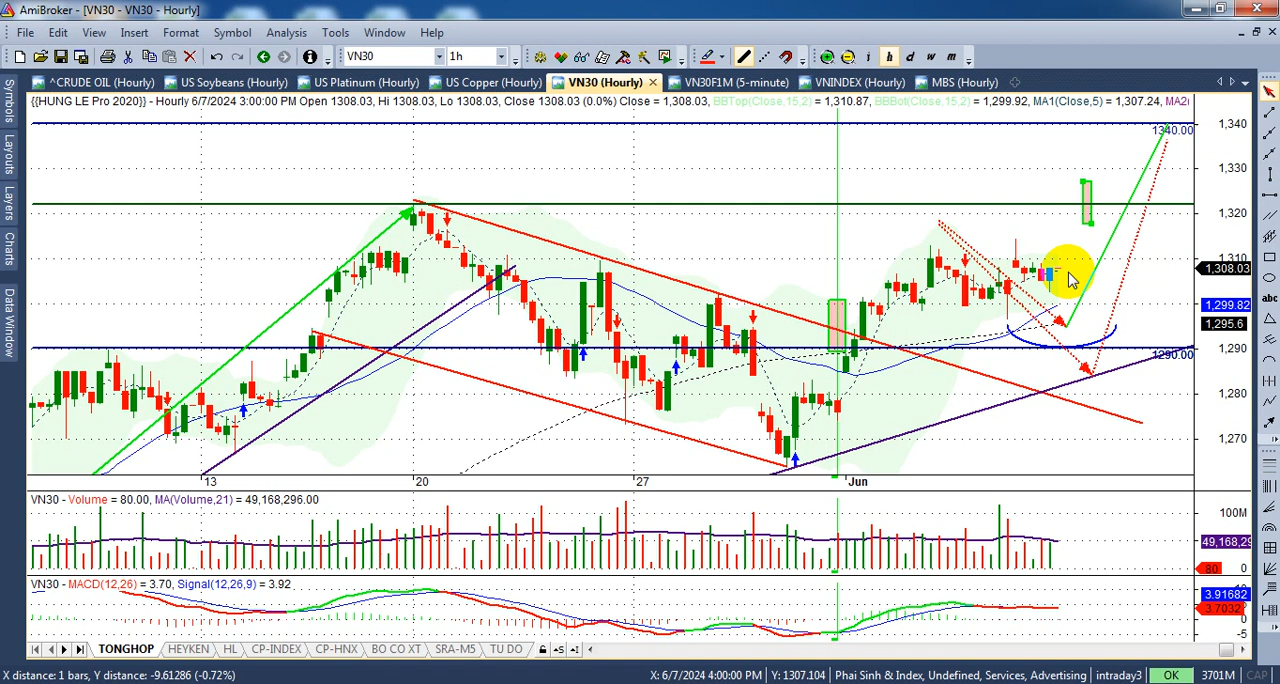 AmiBroker - [VN30 - VN30 - Hourly]
File Edit View Insert Format Symbol Analysis Tools Window Help
VN30 1h i h d w m
^CRUDE OIL (Hourly) US Soybeans (Hourly) US Platinum (Hourly) US Copper (Hourly) VN30 (Hourly) VN30F1M (5-minute) VNINDEX (Hourly) MBS (Hourly)
{{HUNG LE Pro 2020}} - Hourly 6/7/2024 3:00:00 PM Open 1308.03, Hi 1308.03, Lo 1308.03, Close 1308.03 (0.0%) Close = 1,308.03, BBTop(Close,15,2) = 1,310.87, BBBot(Close,15,2) = 1,299.92, MA1(Close,5) = 1,307.24, MA2(
Symbols
Layouts
Layers
Charts
Data Window
abc
1340.00
1290.00
1,340
1,330
1,320
1,310
1,308.03
1,299.82
1,295.6
1,290
1,280
1,270
13 20 27 Jun
VN30 - Volume = 80.00, MA(Volume,21) = 49,168,296.00
100M
49,168,29
80
0
VN30 - MACD(12,26) = 3.70, Signal(12,26,9) = 3.92
3.91682
3.7032
-5
TONGHOP HEYKEN HL CP-INDEX CP-HNX BO CO XT SRA-M5 TU DO
X distance: 1 bars, Y distance: -9.61286 (-0.72%) X: 6/7/2024 4:00:00 PM Y: 1307.104 Phai Sinh & Index, Undefined, Services, Advertising intraday3 OK 3701M CAP